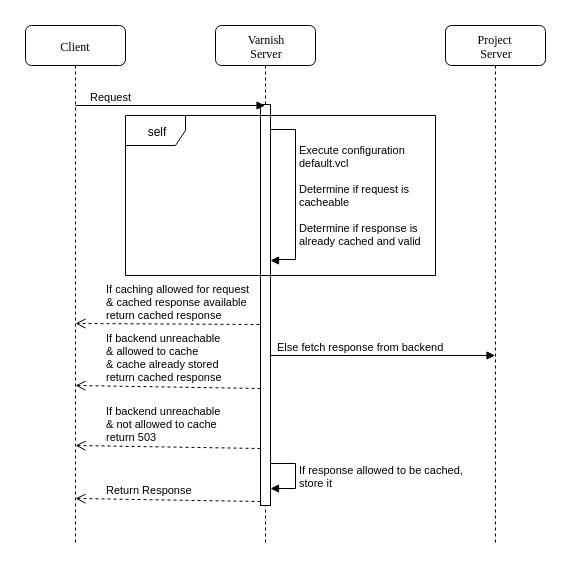 Client
Varnish
Server
Project
Server
Request
self
Execute configuration
default.vcl
Determine if request is
cacheable
Determine if response is
already cached and valid
If caching allowed for request
& cached response available
return cached response
If backend unreachable
& allowed to cache
& cache already stored
return cached response
Else fetch response from backend
If backend unreachable
& not allowed to cache
return 503
If response allowed to be cached,
store it
Return Response